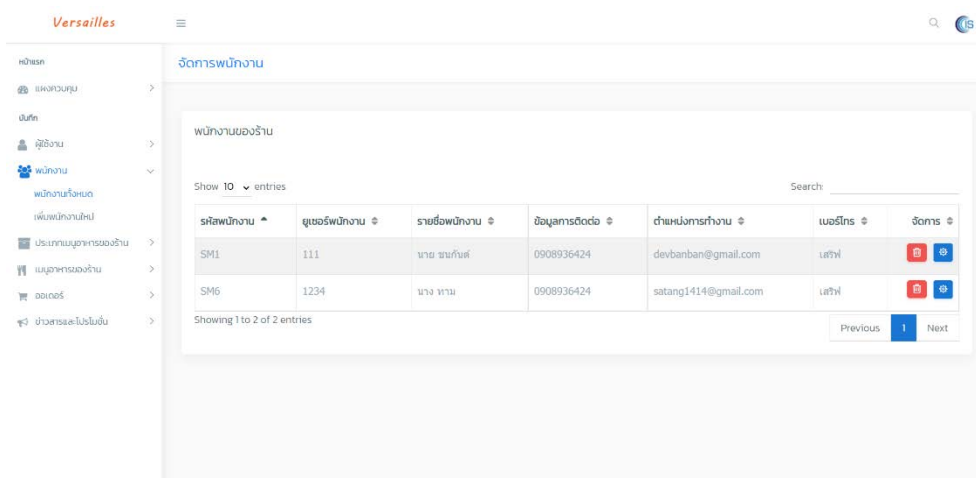 Versailles
IS
หน้าแรก
แผงควบคุม
บันทึก
ผู้ใช้งาน
พนักงาน
พนักงานทั้งหมด
เพิ่มพนักงานใหม่
ประเภทเมนูอาหารของร้าน
เมนูอาหารของร้าน
ออเดอร์
ข่าวสารและโปรโมชั่น
จัดการพนักงาน
พนักงานของร้าน
Show 10 entries
Search:
รหัสพนักงาน ยูเซอร์พนักงาน รายชื่อพนักงาน ข้อมูลการติดต่อ ตำแหน่งการทำงาน เบอร์โทร จัดการ
SM1 111 นาย ชนกันต์ 0908936424 devbanban@gmail.com เสริฟ
SM6 1234 นาง ทาม 0908936424 satang1414@gmail.com เสริฟ
Showing 1 to 2 of 2 entries
Previous 1 Next